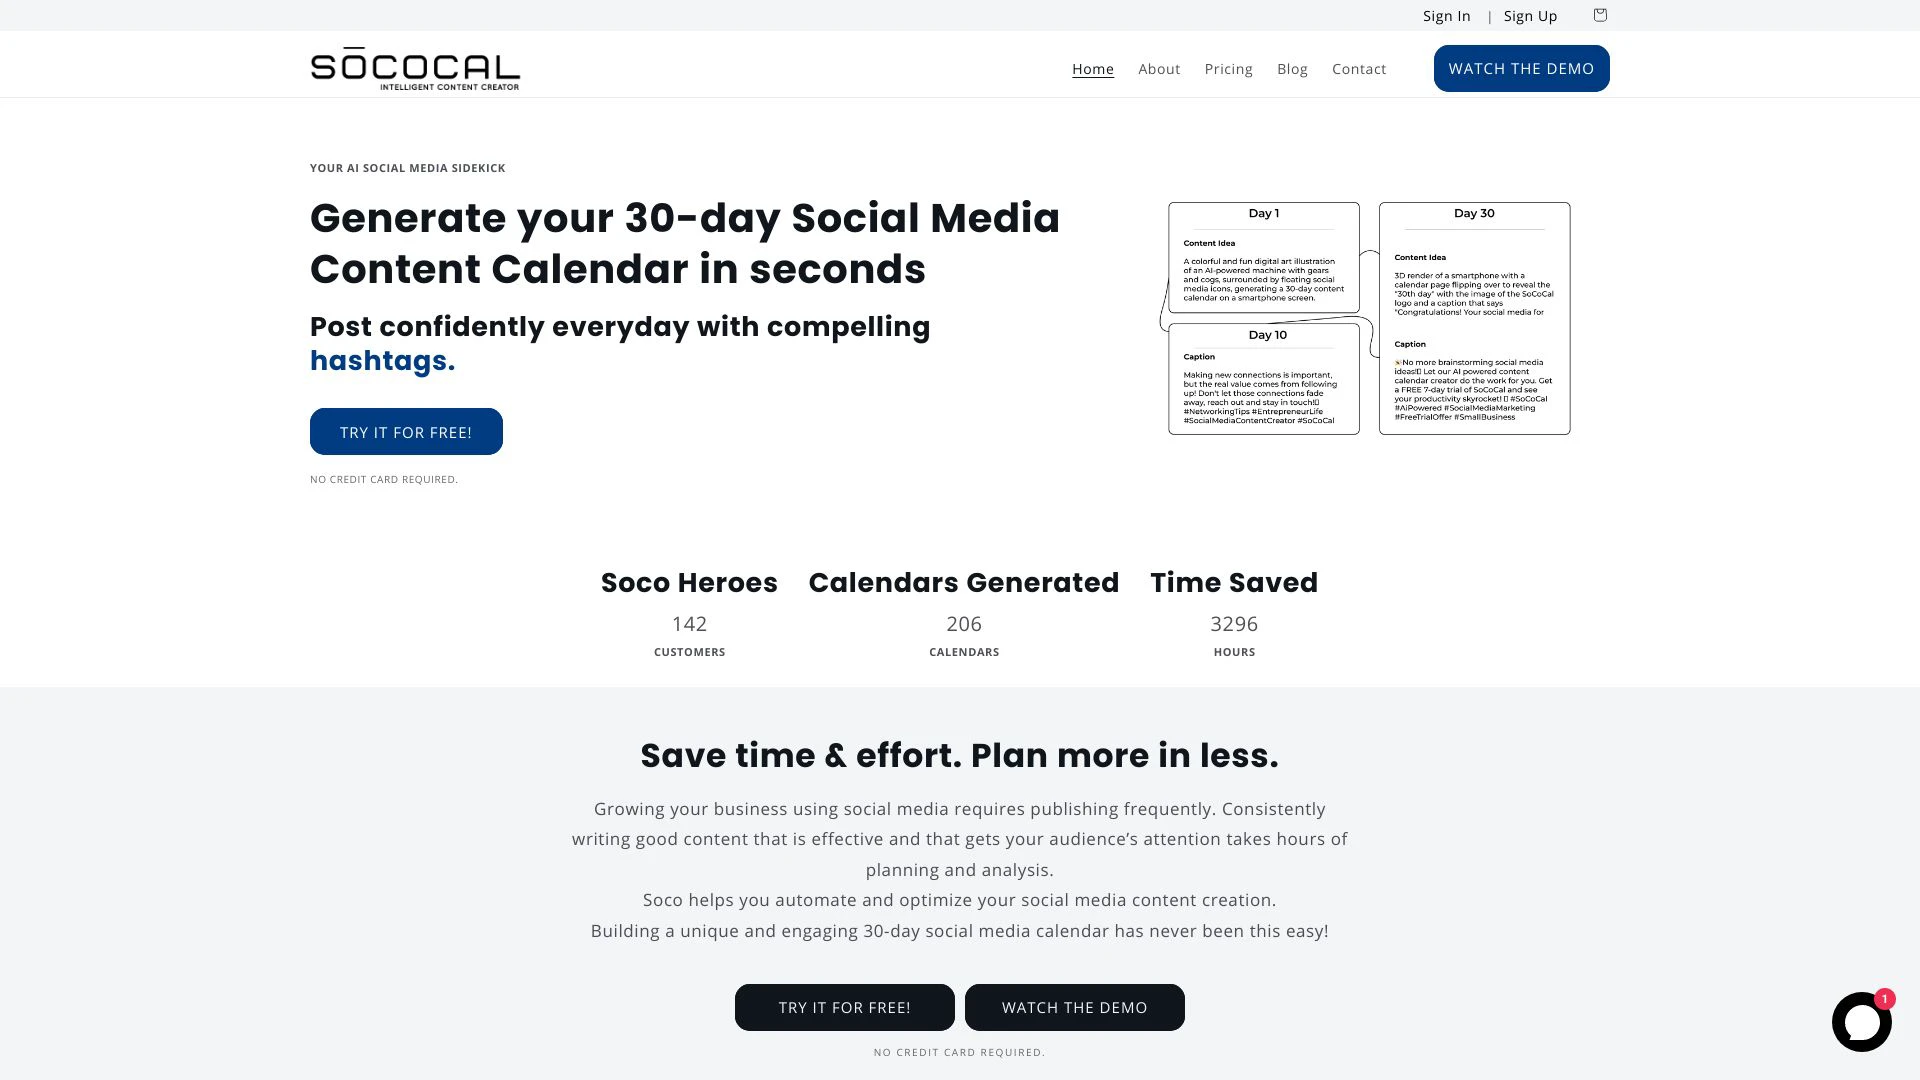 Sign In | Sign Up
SŌCOCAL
INTELLIGENT CONTENT CREATOR
Home About Pricing Blog Contact
WATCH THE DEMO
YOUR AI SOCIAL MEDIA SIDEKICK
Generate your 30-day Social Media
Content Calendar in seconds
Post confidently everyday with compelling
hashtags.
TRY IT FOR FREE!
NO CREDIT CARD REQUIRED.
Day 1
Content Idea
A colorful and fun digital art illustration
of an AI-powered machine with gears
and cogs, surrounded by floating social
media icons, generating a 30-day content
calendar on a smartphone screen.
Day 10
Caption
Making new connections is important,
but the real value comes from following
up! Don't let those connections fade
away, reach out and stay in touch!
#NetworkingTips #EntrepreneurLife
#SocialMediaContentCreator #SoCoCal
Day 30
Content Idea
3D render of a smartphone with a
calendar page flipping over to reveal the
"30th day" with the image of the SoCoCal
logo and a caption that says
"Congratulations! Your social media for
Caption
No more brainstorming social media
ideas! Let our AI powered content
calendar creator do the work for you. Get
a FREE 7-day trial of SoCoCal and see
your productivity skyrocket! #SoCoCal
#AiPowered #SocialMediaMarketing
#FreeTrialOffer #SmallBusiness
Soco Heroes
142
CUSTOMERS
Calendars Generated
206
CALENDARS
Time Saved
3296
HOURS
Save time & effort. Plan more in less.
Growing your business using social media requires publishing frequently. Consistently
writing good content that is effective and that gets your audience’s attention takes hours of
planning and analysis.
Soco helps you automate and optimize your social media content creation.
Building a unique and engaging 30-day social media calendar has never been this easy!
TRY IT FOR FREE!
WATCH THE DEMO
NO CREDIT CARD REQUIRED.
1